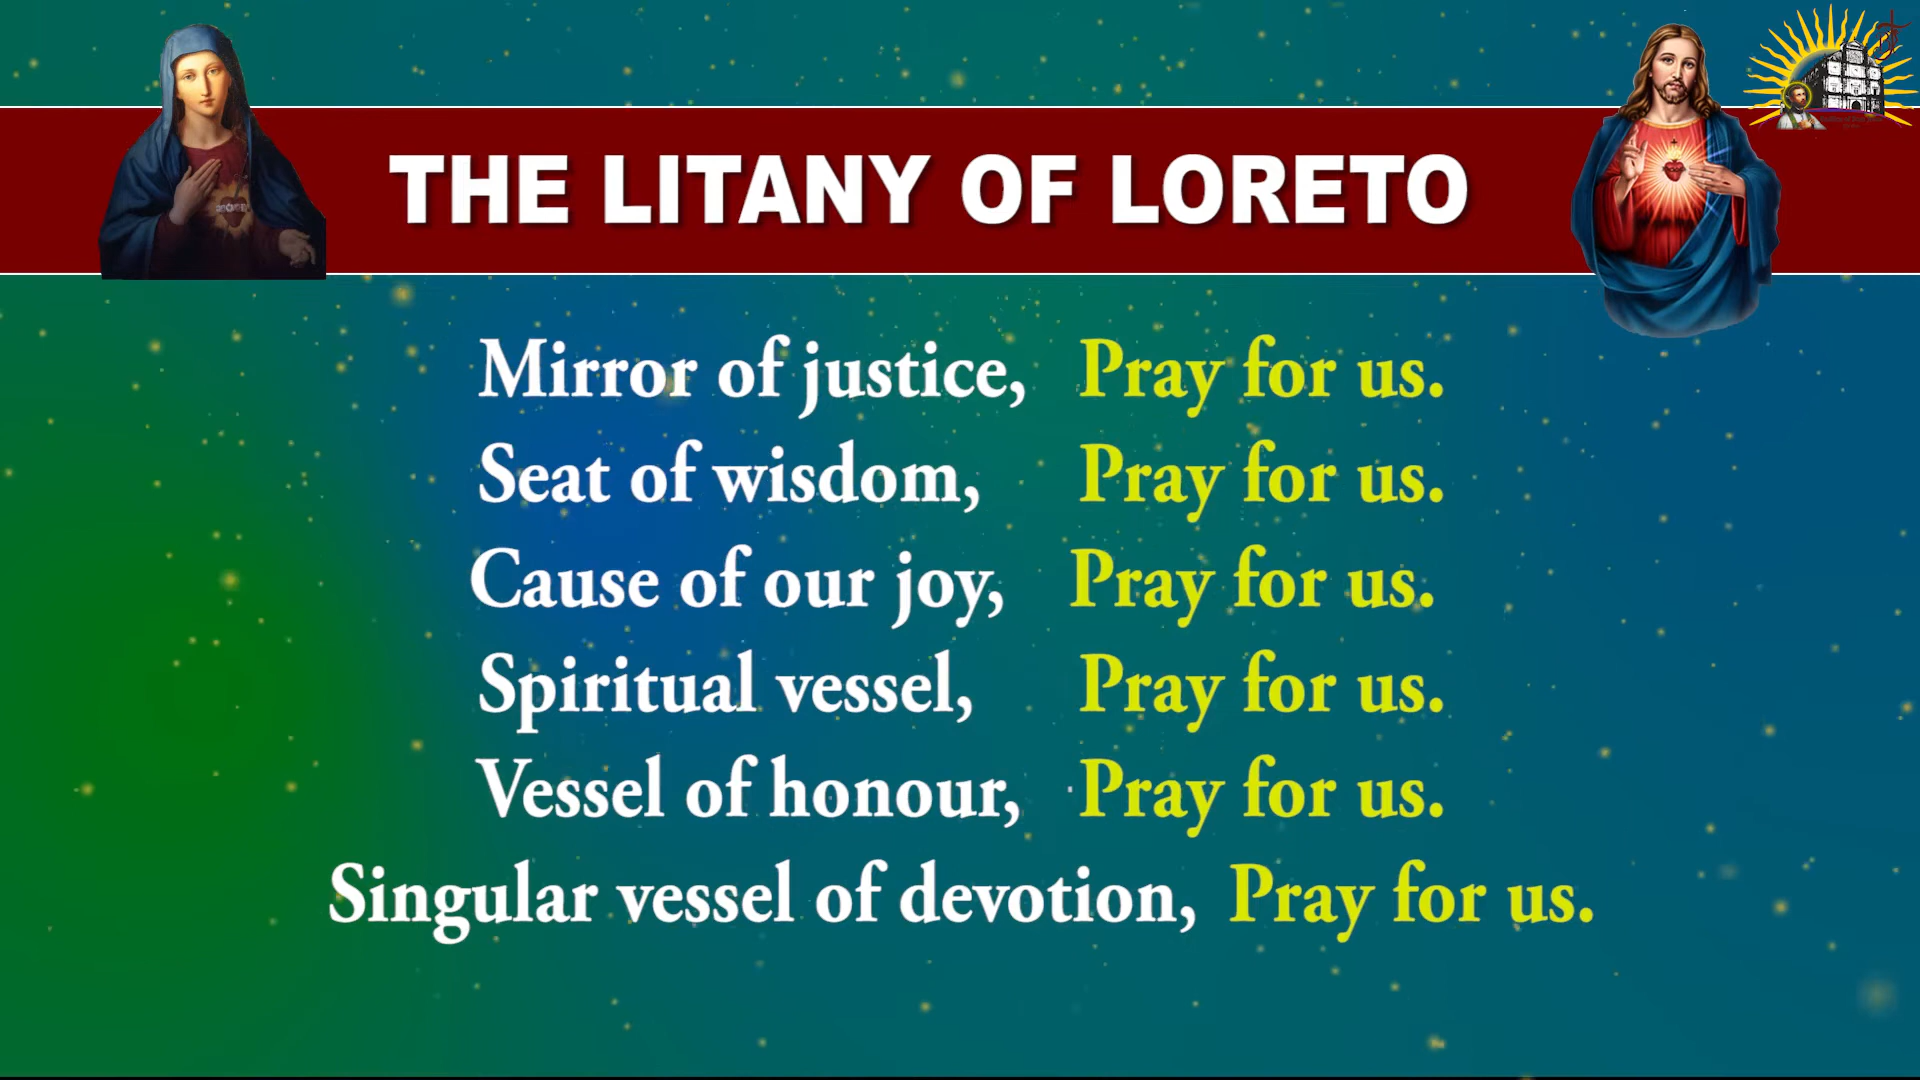 THE LITANY OF LORETO
Mirror of justice, Pray for us.
Seat of wisdom, Pray for us.
Cause of our joy, Pray for us.
Spiritual vessel, Pray for us.
Vessel of honour, Pray for us.
Singular vessel of devotion, Pray for us.